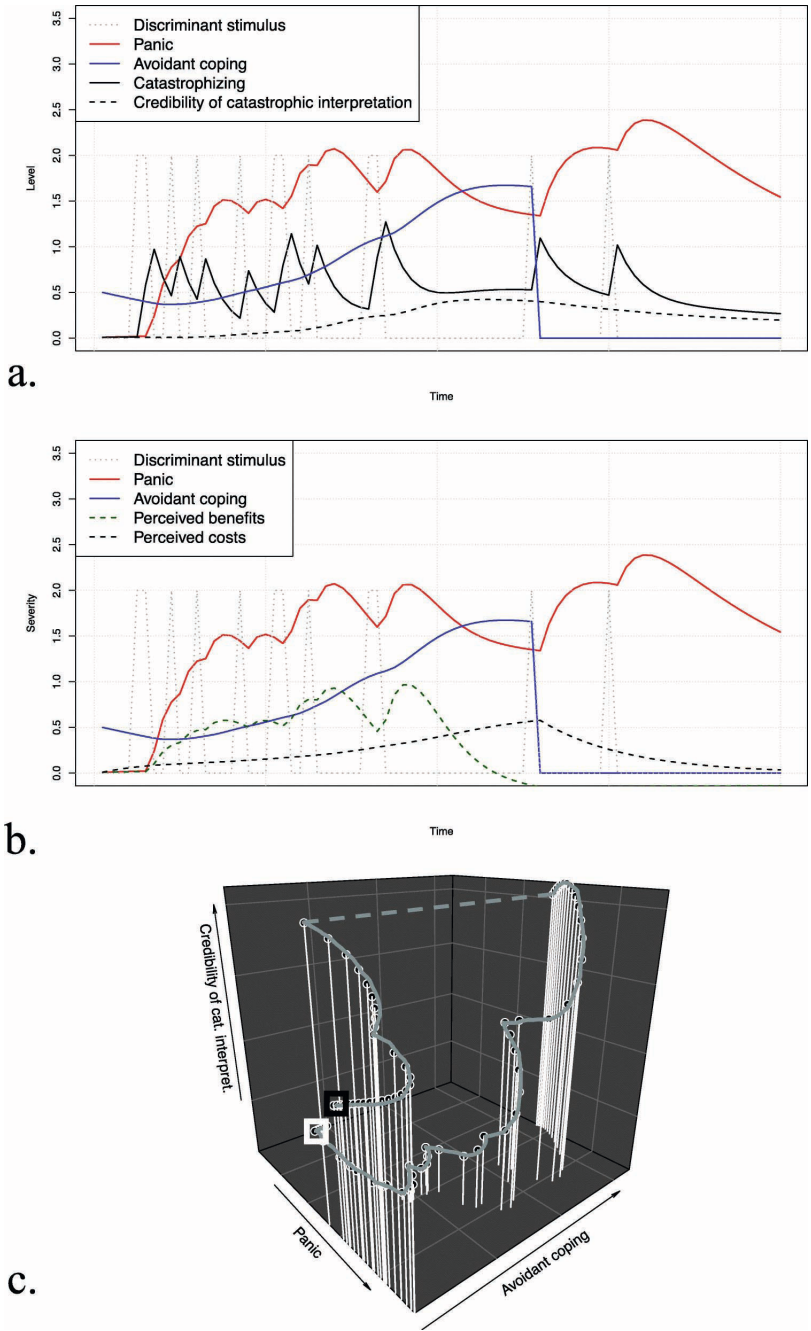 Discriminant stimulus
Panic
Avoidant coping
Catastrophizing
Credibility of catastrophic interpretation
3.5
3.0
2.5
2.0
1.5
1.0
0.5
0.0
Level
Time
a.
Discriminant stimulus
Panic
Avoidant coping
Perceived benefits
Perceived costs
3.5
3.0
2.5
2.0
1.5
1.0
0.5
0.0
Severity
Time
b.
Credibility of cat. interpret.
Panic
Avoidant coping
c.